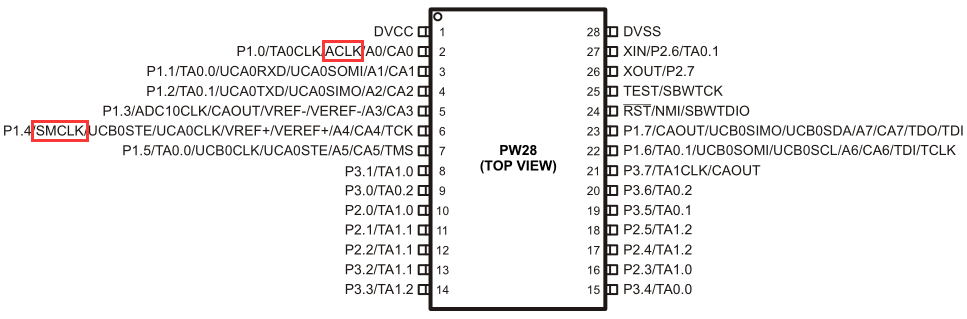 DVCC 1
P1.0/TA0CLK/ACLK/A0/CA0 2
P1.1/TA0.0/UCA0RXD/UCA0SOMI/A1/CA1 3
P1.2/TA0.1/UCA0TXD/UCA0SIMO/A2/CA2 4
P1.3/ADC10CLK/CAOUT/VREF-/VEREF-/A3/CA3 5
P1.4/SMCLK/UCB0STE/UCA0CLK/VREF+/VEREF+/A4/CA4/TCK 6
P1.5/TA0.0/UCB0CLK/UCA0STE/A5/CA5/TMS 7
P3.1/TA1.0 8
P3.0/TA0.2 9
P2.0/TA1.0 10
P2.1/TA1.1 11
P2.2/TA1.1 12
P3.2/TA1.1 13
P3.3/TA1.2 14
PW28
(TOP VIEW)
28 DVSS
27 XIN/P2.6/TA0.1
26 XOUT/P2.7
25 TEST/SBWTCK
24 RST/NMI/SBWTDIO
23 P1.7/CAOUT/UCB0SIMO/UCB0SDA/A7/CA7/TDO/TDI
22 P1.6/TA0.1/UCB0SOMI/UCB0SCL/A6/CA6/TDI/TCLK
21 P3.7/TA1CLK/CAOUT
20 P3.6/TA0.2
19 P3.5/TA0.1
18 P2.5/TA1.2
17 P2.4/TA1.2
16 P2.3/TA1.0
15 P3.4/TA0.0